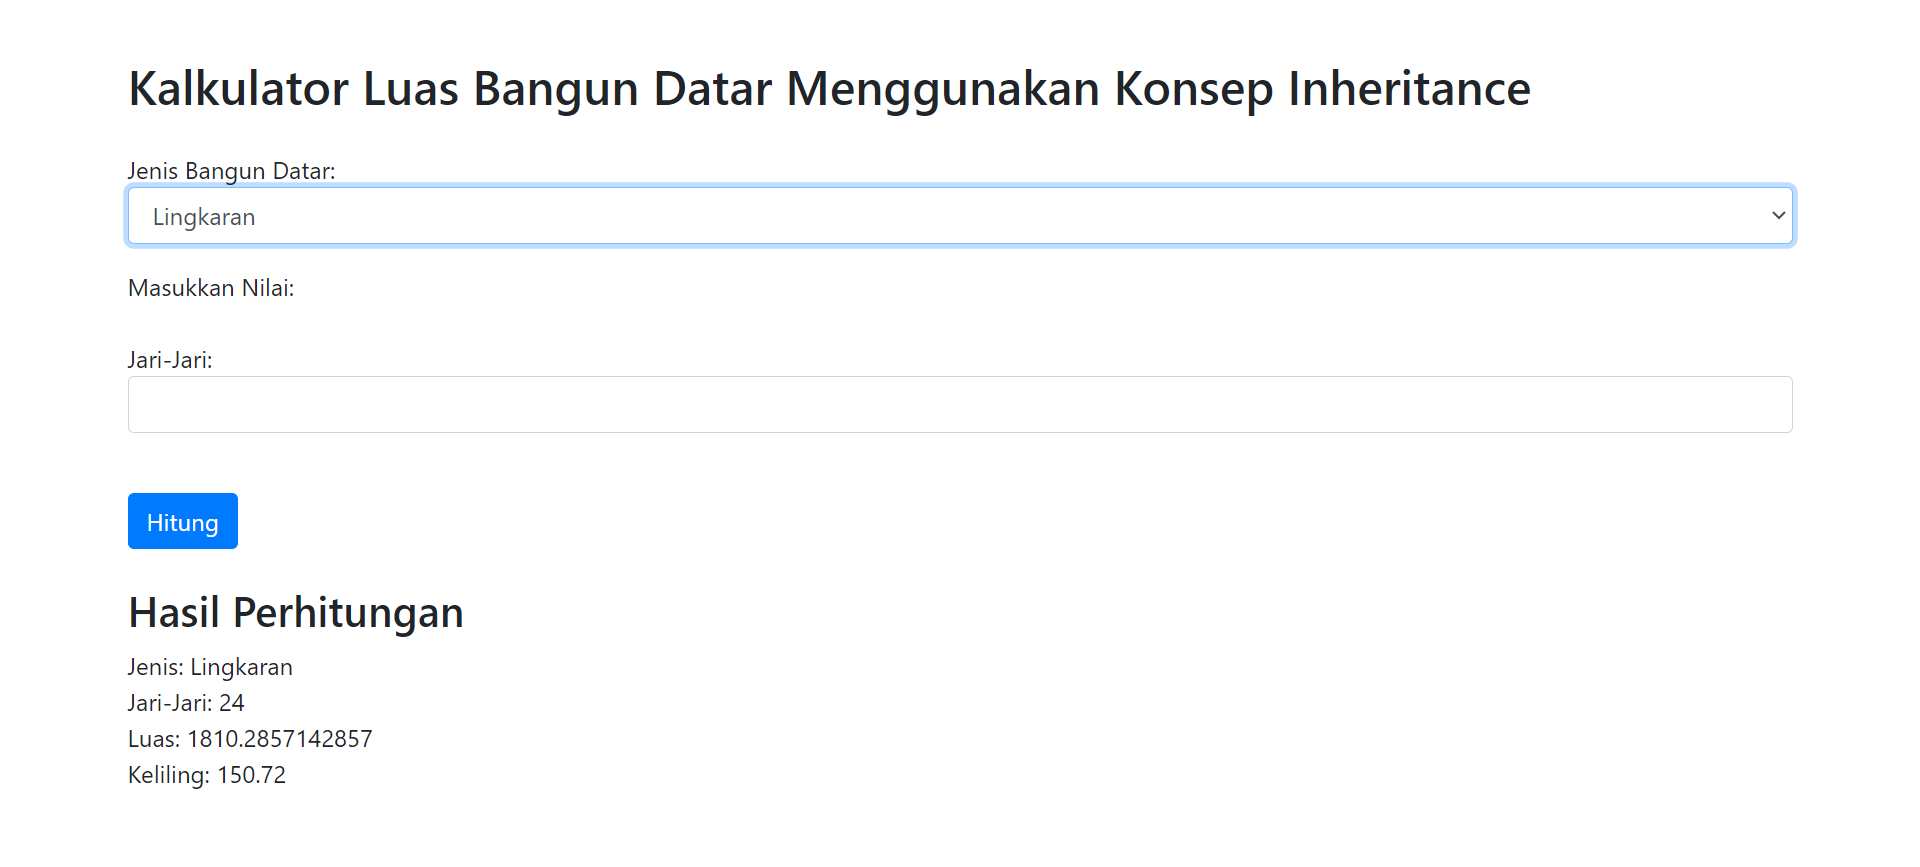 Kalkulator Luas Bangun Datar Menggunakan Konsep Inheritance
Jenis Bangun Datar:
Lingkaran
Masukkan Nilai:
Jari-Jari:
Hitung
Hasil Perhitungan
Jenis: Lingkaran
Jari-Jari: 24
Luas: 1810.2857142857
Keliling: 150.72